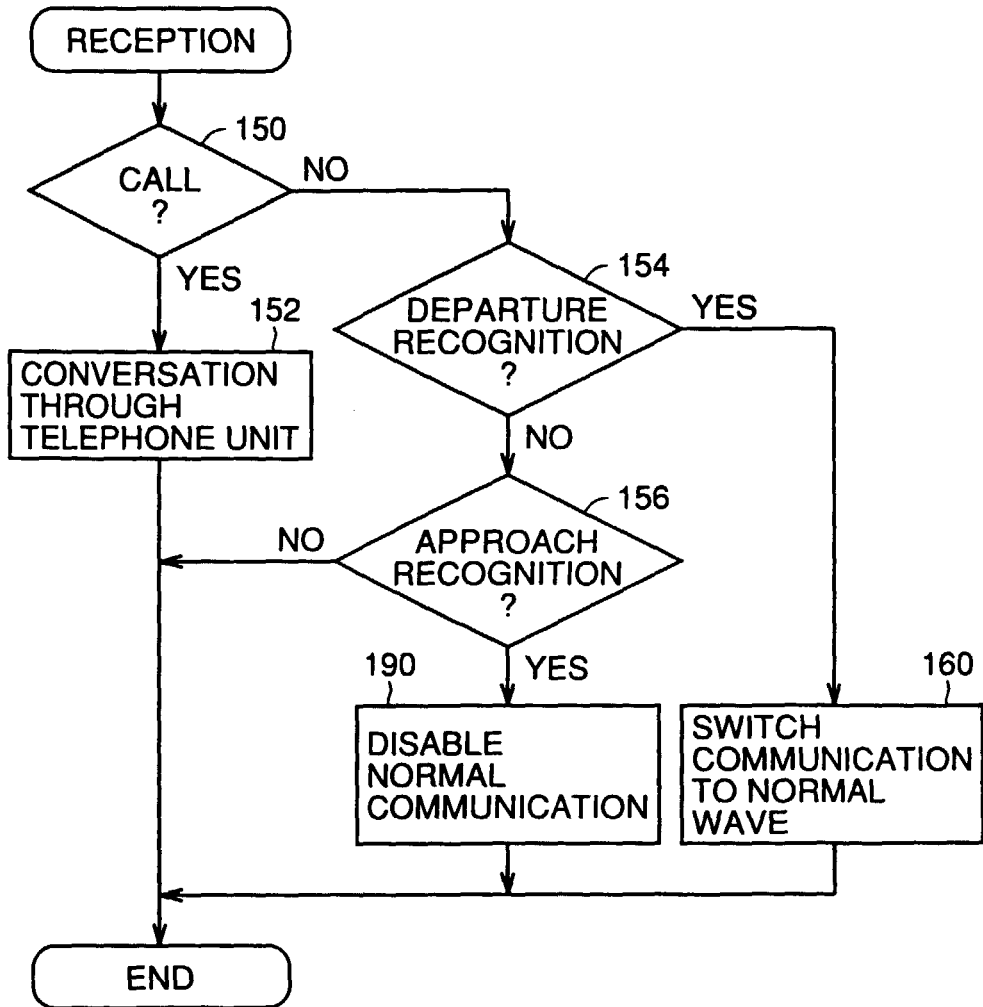 RECEPTION
150
CALL
?
NO
YES
152
CONVERSATION
THROUGH
TELEPHONE UNIT
154
DEPARTURE
RECOGNITION
?
YES
NO
156
APPROACH
RECOGNITION
?
NO
YES
190
DISABLE
NORMAL
COMMUNICATION
160
SWITCH
COMMUNICATION
TO NORMAL
WAVE
END